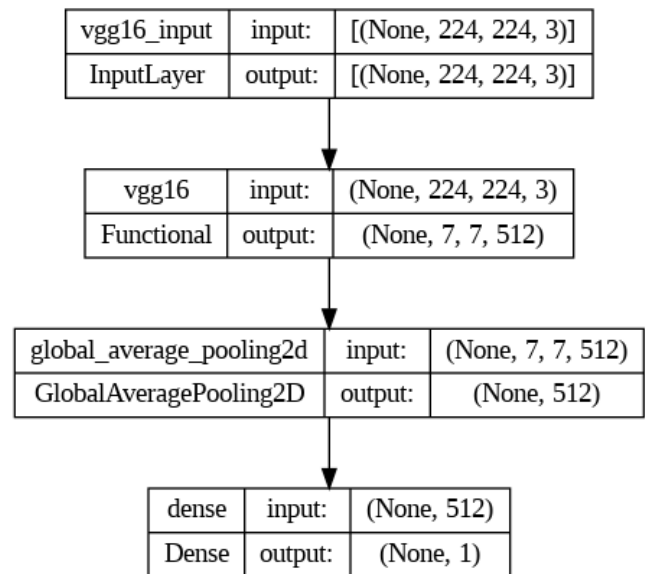 vgg16_input input: [(None, 224, 224, 3)]
InputLayer output: [(None, 224, 224, 3)]
vgg16 input: (None, 224, 224, 3)
Functional output: (None, 7, 7, 512)
global_average_pooling2d input: (None, 7, 7, 512)
GlobalAveragePooling2D output: (None, 512)
dense input: (None, 512)
Dense output: (None, 1)